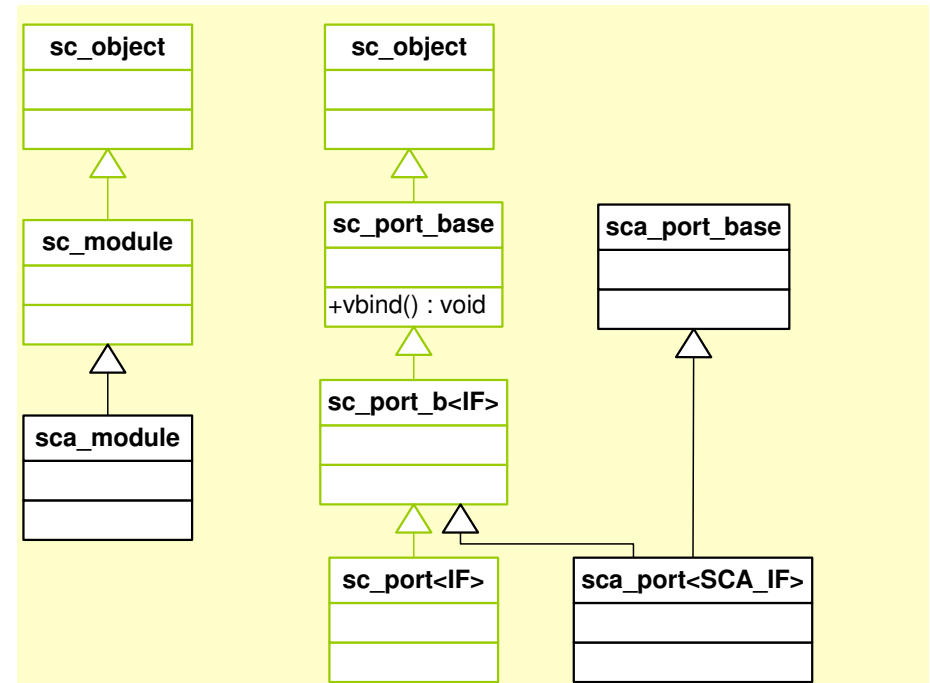 sc_object
sc_object
sc_port_base
sca_port_base
sc_module
+vbind() : void
sc_port_b<IF>
sca_module
sc_port<IF>
sca_port<SCA_IF>